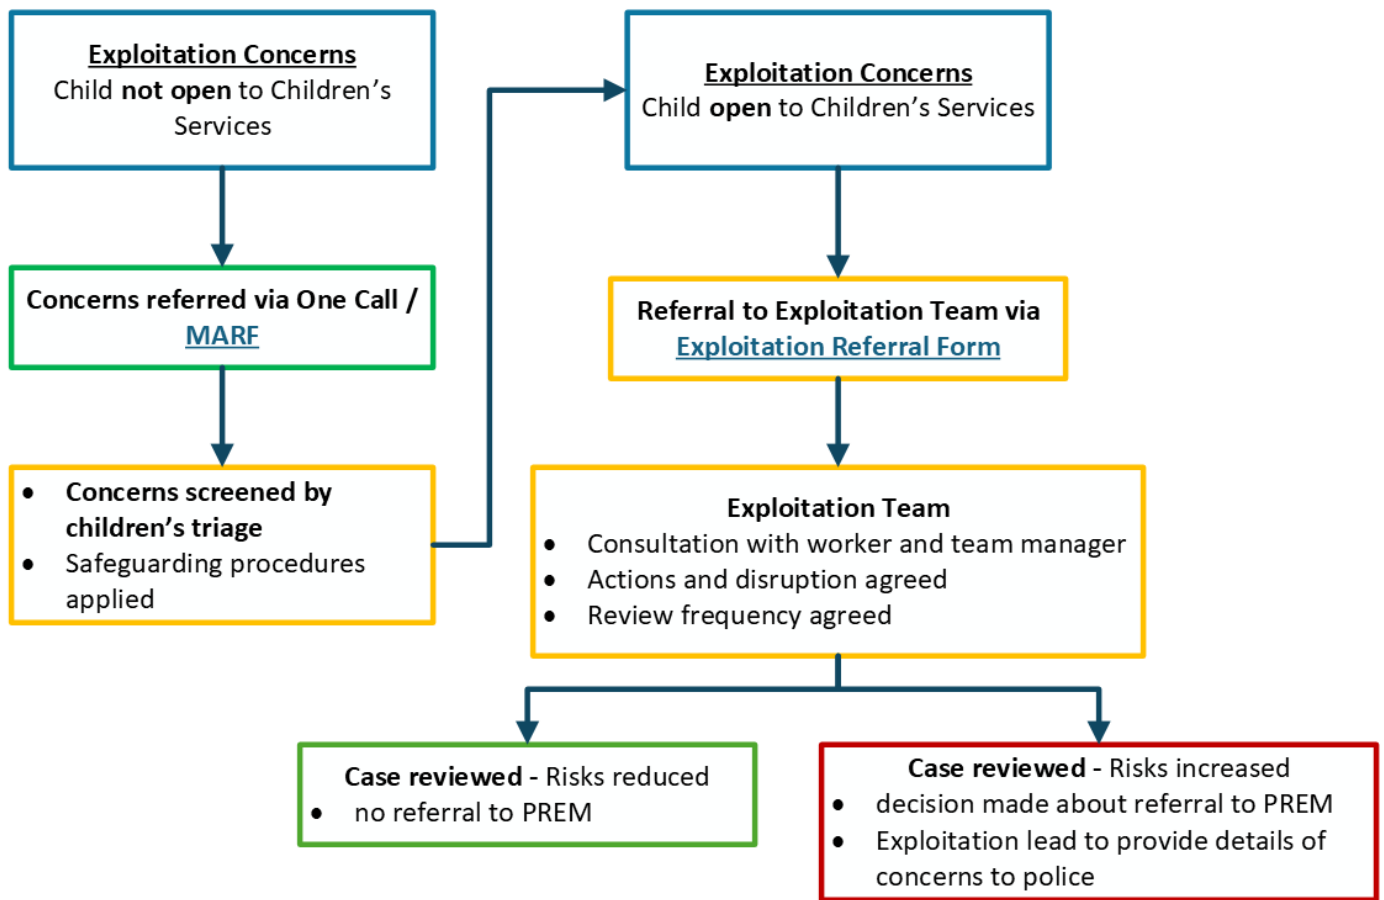 Exploitation Concerns
Child not open to Children’s
Services
Concerns referred via One Call /
MARF
• Concerns screened by
children’s triage
• Safeguarding procedures
applied
Exploitation Concerns
Child open to Children’s Services
Referral to Exploitation Team via
Exploitation Referral Form
Exploitation Team
• Consultation with worker and team manager
• Actions and disruption agreed
• Review frequency agreed
Case reviewed - Risks reduced
• no referral to PREM
Case reviewed - Risks increased
• decision made about referral to PREM
• Exploitation lead to provide details of
concerns to police